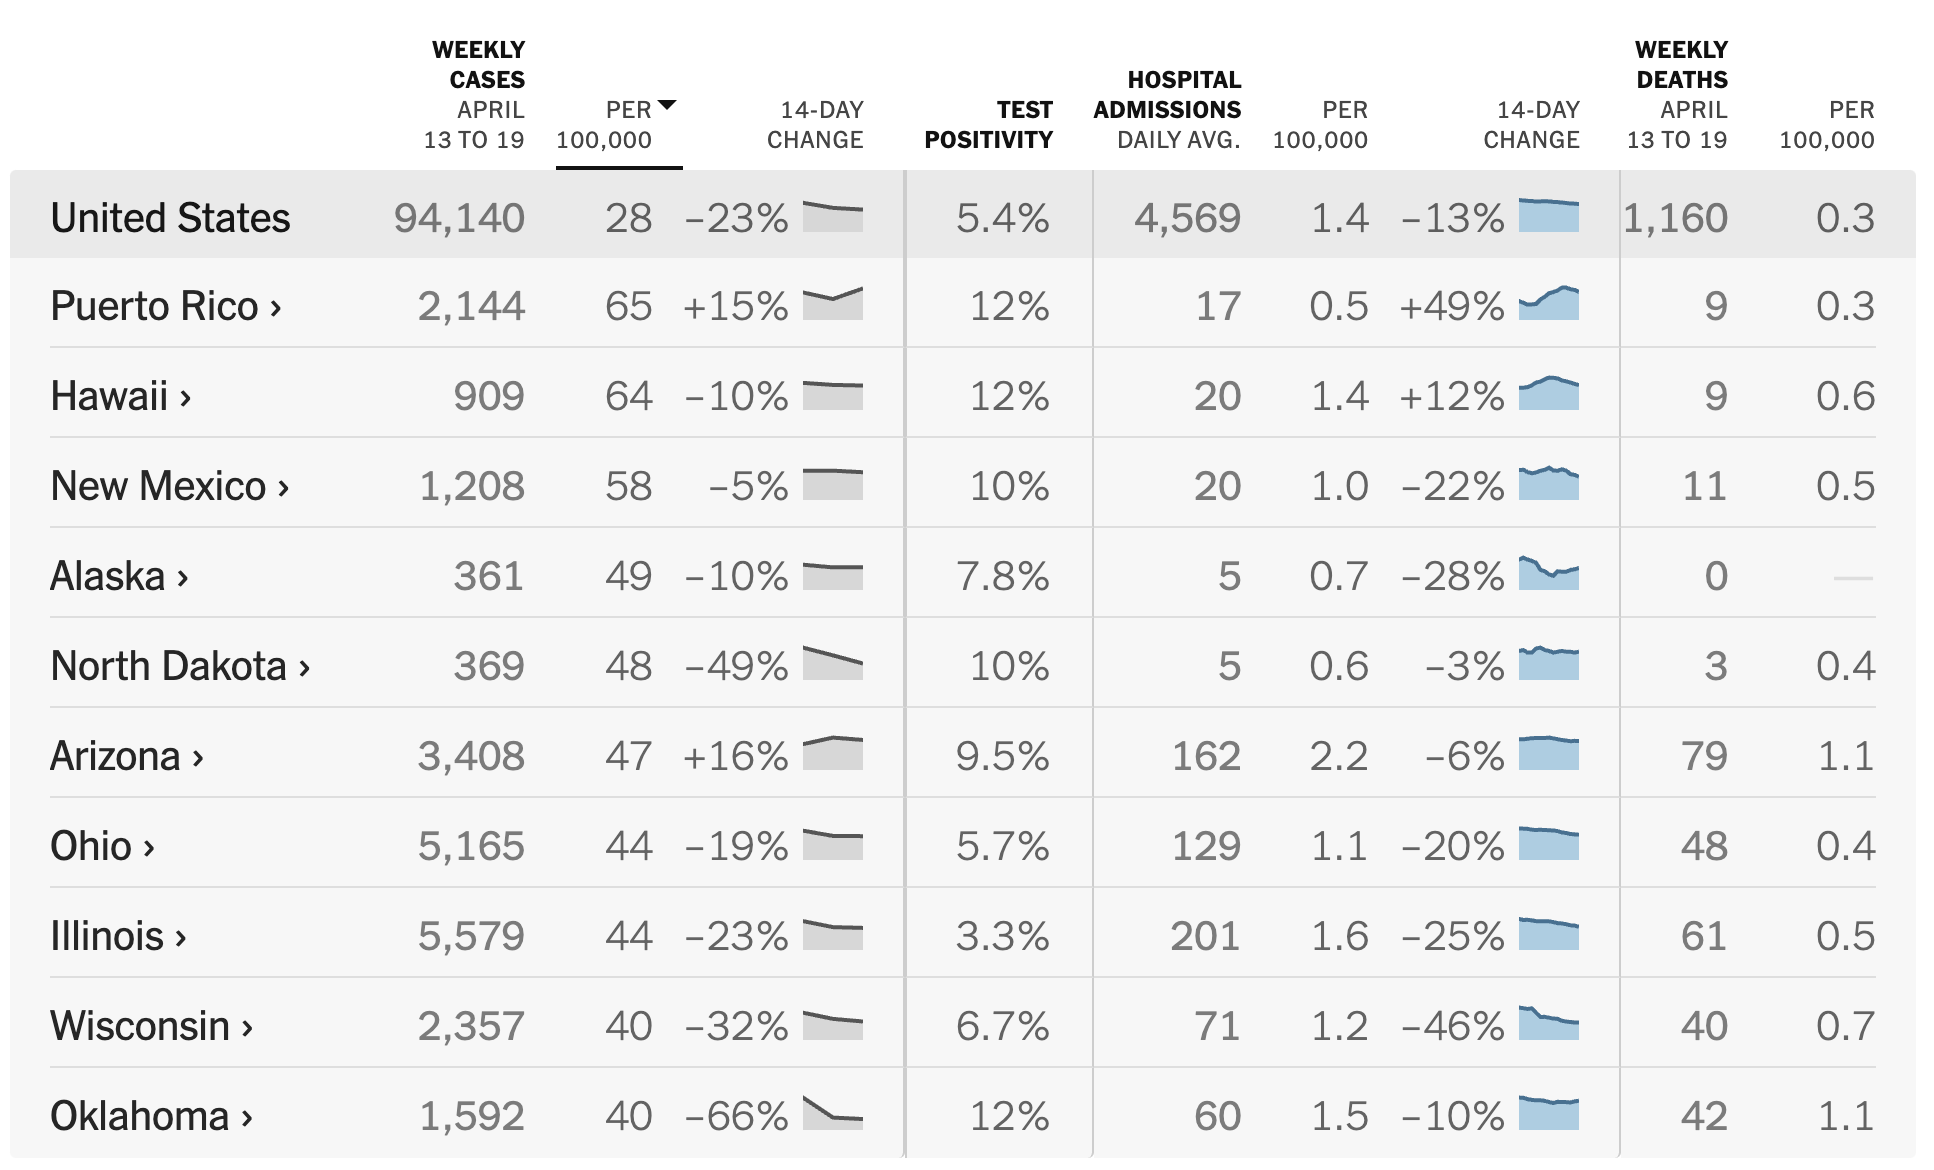 WEEKLY CASES APRIL 13 TO 19 PER 100,000 14-DAY CHANGE TEST POSITIVITY HOSPITAL ADMISSIONS DAILY AVG. PER 100,000 14-DAY CHANGE WEEKLY DEATHS APRIL 13 TO 19 PER 100,000
United States 94,140 28 –23% 5.4% 4,569 1.4 –13% 1,160 0.3
Puerto Rico › 2,144 65 +15% 12% 17 0.5 +49% 9 0.3
Hawaii › 909 64 –10% 12% 20 1.4 +12% 9 0.6
New Mexico › 1,208 58 –5% 10% 20 1.0 –22% 11 0.5
Alaska › 361 49 –10% 7.8% 5 0.7 –28% 0 —
North Dakota › 369 48 –49% 10% 5 0.6 –3% 3 0.4
Arizona › 3,408 47 +16% 9.5% 162 2.2 –6% 79 1.1
Ohio › 5,165 44 –19% 5.7% 129 1.1 –20% 48 0.4
Illinois › 5,579 44 –23% 3.3% 201 1.6 –25% 61 0.5
Wisconsin › 2,357 40 –32% 6.7% 71 1.2 –46% 40 0.7
Oklahoma › 1,592 40 –66% 12% 60 1.5 –10% 42 1.1